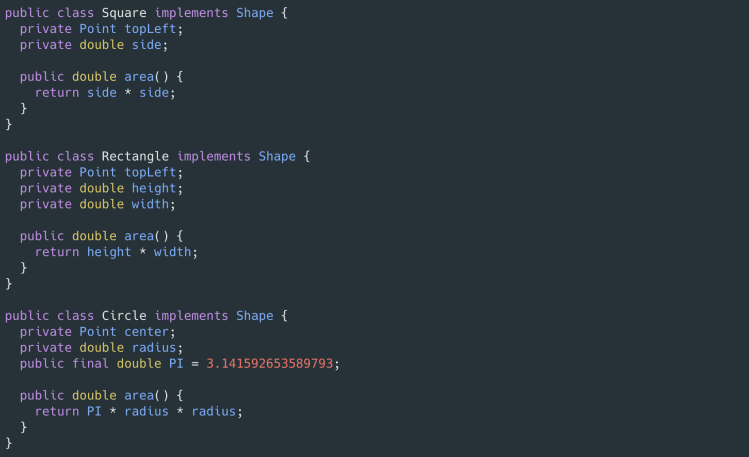 public class Square implements Shape {
  private Point topLeft;
  private double side;

  public double area() {
    return side * side;
  }
}

public class Rectangle implements Shape {
  private Point topLeft;
  private double height;
  private double width;

  public double area() {
    return height * width;
  }
}

public class Circle implements Shape {
  private Point center;
  private double radius;
  public final double PI = 3.141592653589793;

  public double area() {
    return PI * radius * radius;
  }
}